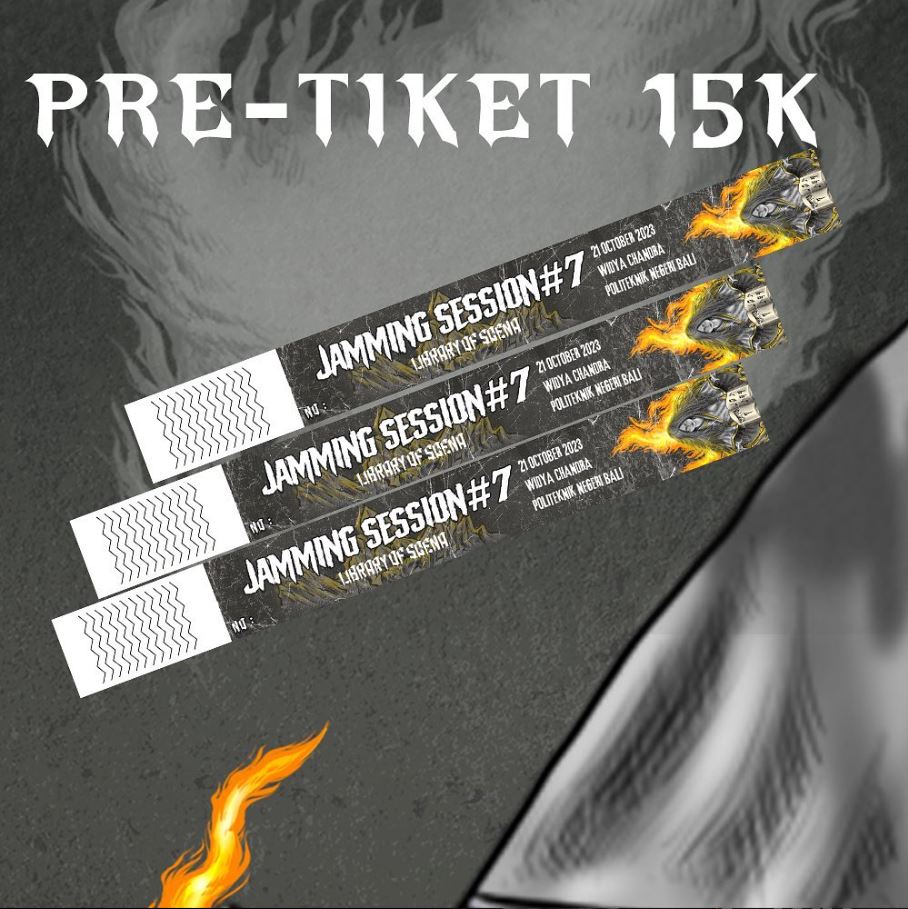 PRE-TIKET 15K
JAMMING SESSION#7
LIBRARY OF SCENA
21 OCTOBER 2023
WIDYA CHANDRA
POLITEKNIK NEGERI BALI
NO :
JAMMING SESSION#7
LIBRARY OF SCENA
21 OCTOBER 2023
WIDYA CHANDRA
POLITEKNIK NEGERI BALI
NO :
JAMMING SESSION#7
LIBRARY OF SCENA
21 OCTOBER 2023
WIDYA CHANDRA
POLITEKNIK NEGERI BALI
NO :